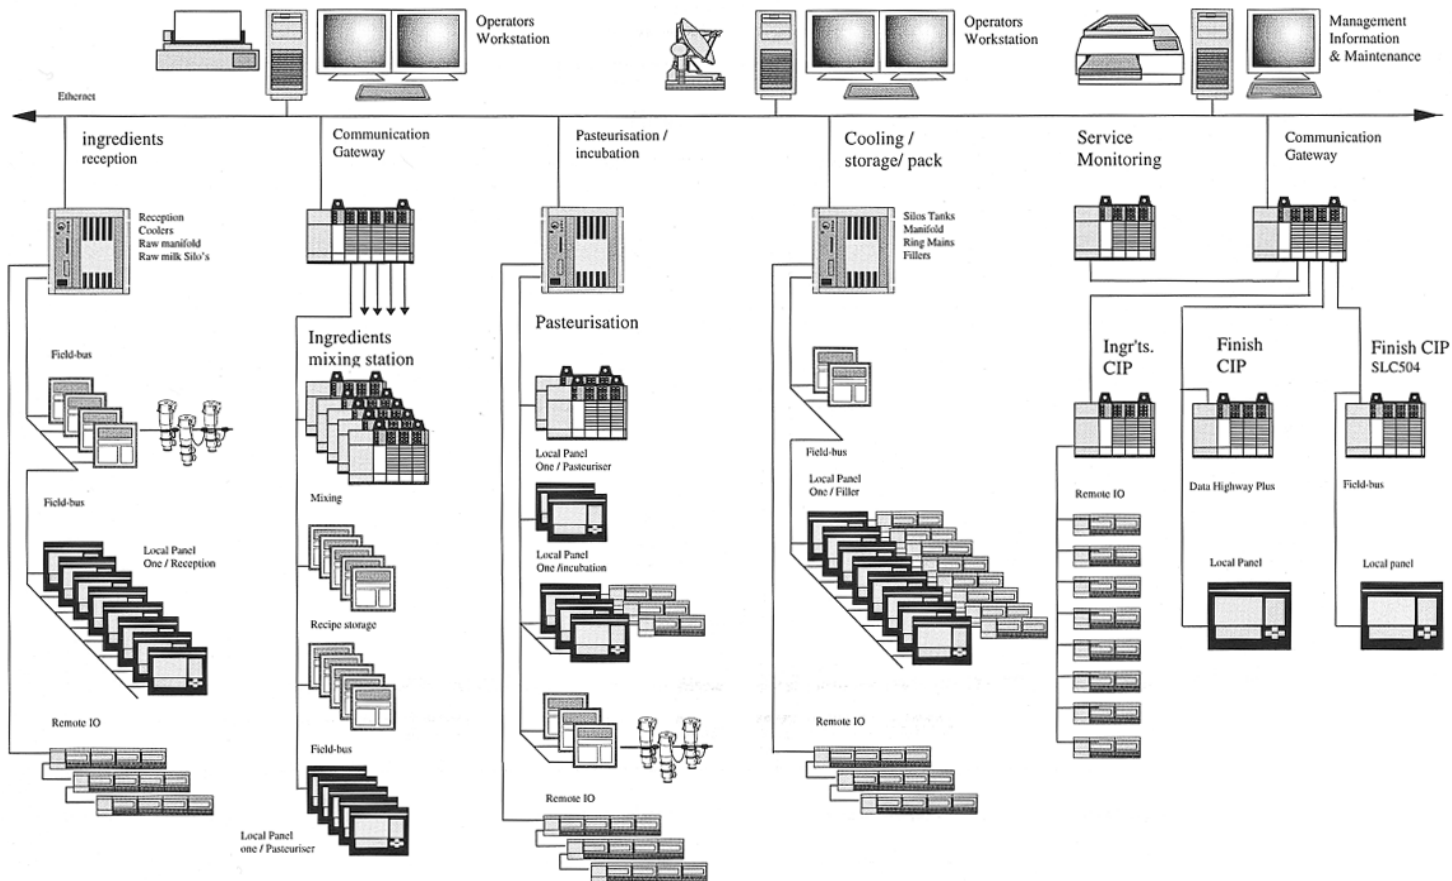 Operators
Workstation
Operators
Workstation
Management
Information
& Maintenance
Ethernet
ingredients
reception
Communication
Gateway
Pasteurisation /
incubation
Cooling /
storage/ pack
Service
Monitoring
Communication
Gateway
Reception
Coolers
Raw manifold
Raw milk Silo's
Silos Tanks
Manifold
Ring Mains
Fillers
Ingredients
mixing station
Pasteurisation
Ingr'ts.
CIP
Finish
CIP
Finish CIP
SLC504
Field-bus
Field-bus
Local Panel
One / Reception
Remote IO
Mixing
Recipe storage
Field-bus
Local Panel
one / Pasteuriser
Local Panel
One / Pasteuriser
Local Panel
One /incubation
Remote IO
Field-bus
Local Panel
One / Filler
Remote IO
Remote IO
Data Highway Plus
Field-bus
Local Panel
Local panel